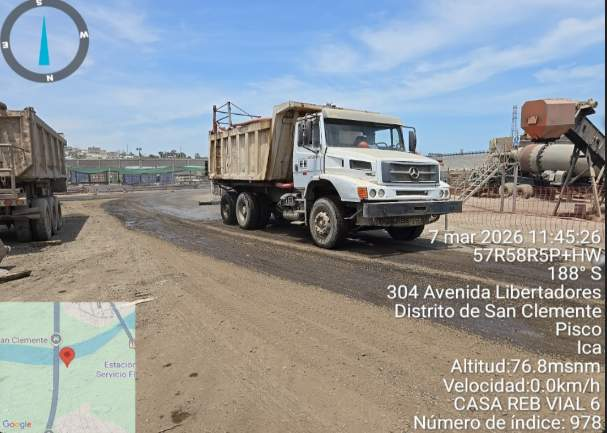 S
E
W
N
7 mar 2026 11:45:26
57R58R5P+HW
188° S
304 Avenida Libertadores
Distrito de San Clemente
Pisco
Ica
Altitud:76.8msnm
Velocidad:0.0km/h
CASA REB VIAL 6
Número de índice: 978
San Clemente
Estación
Servicio
Google